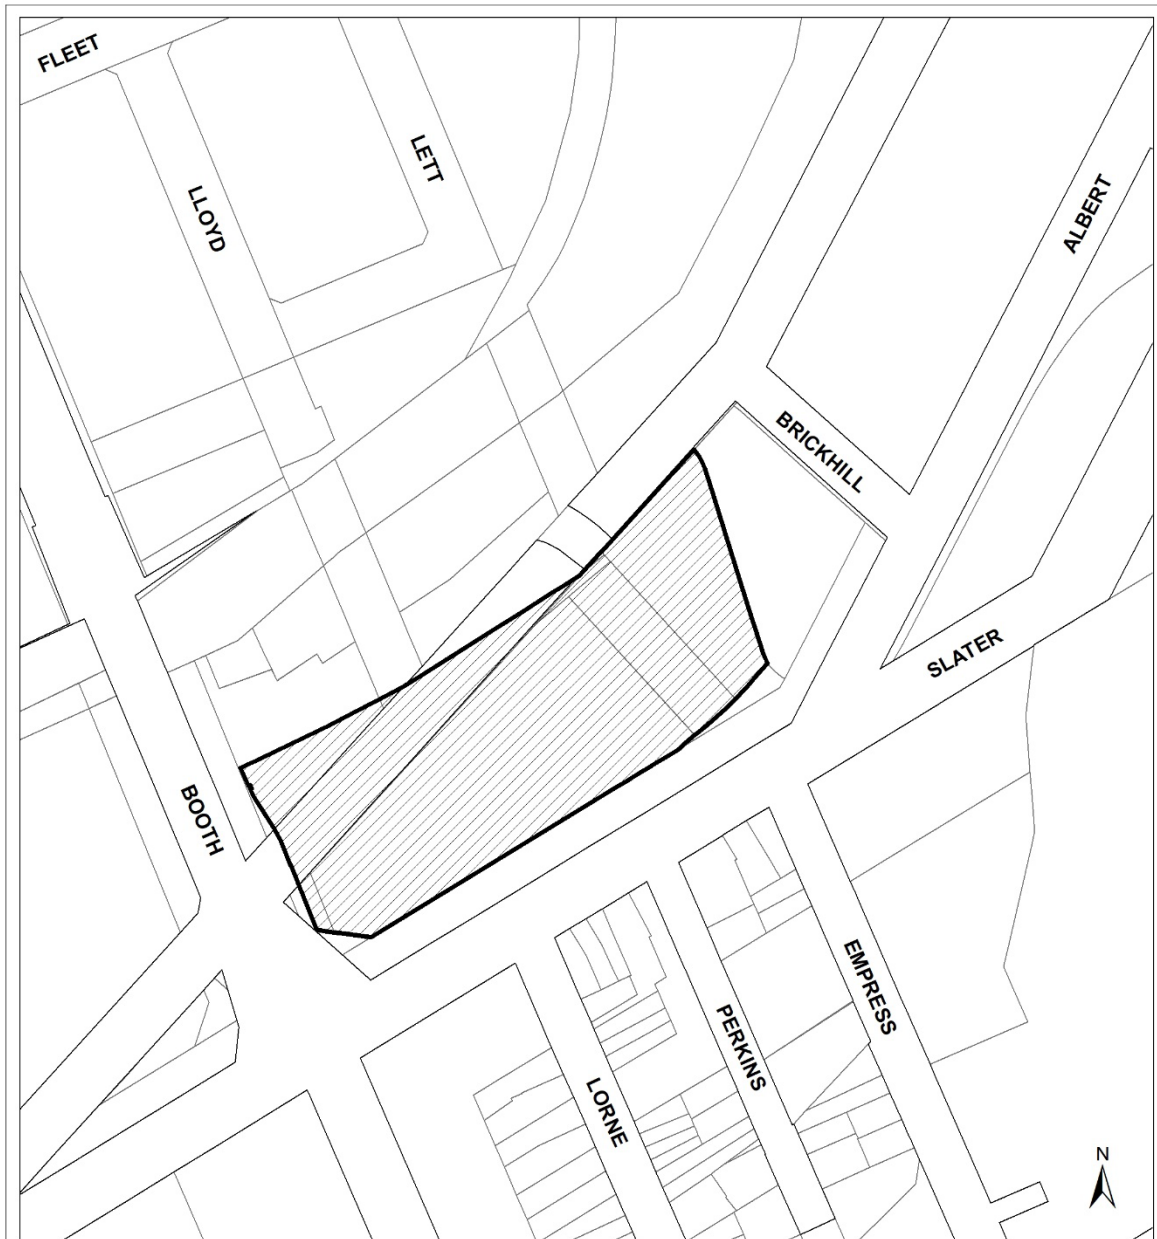 FLEET
LETT
LLOYD
ALBERT
BRICKHILL
SLATER
BOOTH
EMPRESS
PERKINS
LORNE
N